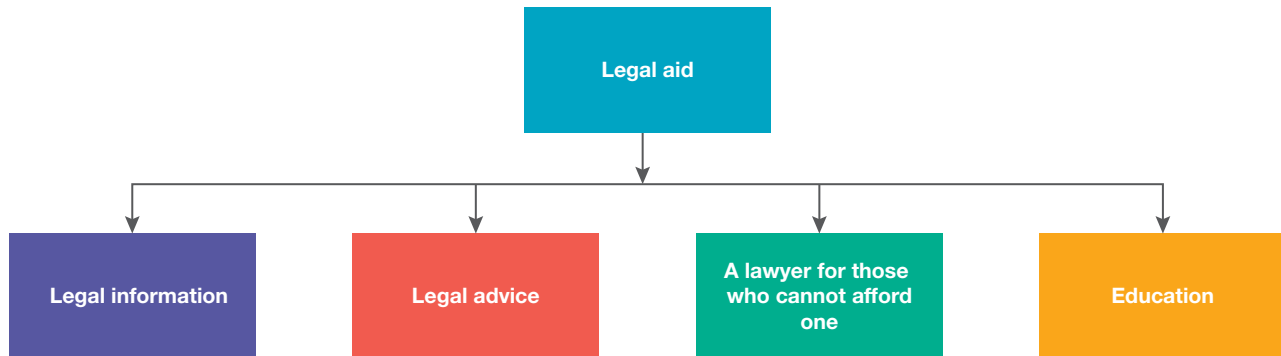 Legal aid
Legal information
Legal advice
A lawyer for those
who cannot afford
one
Education